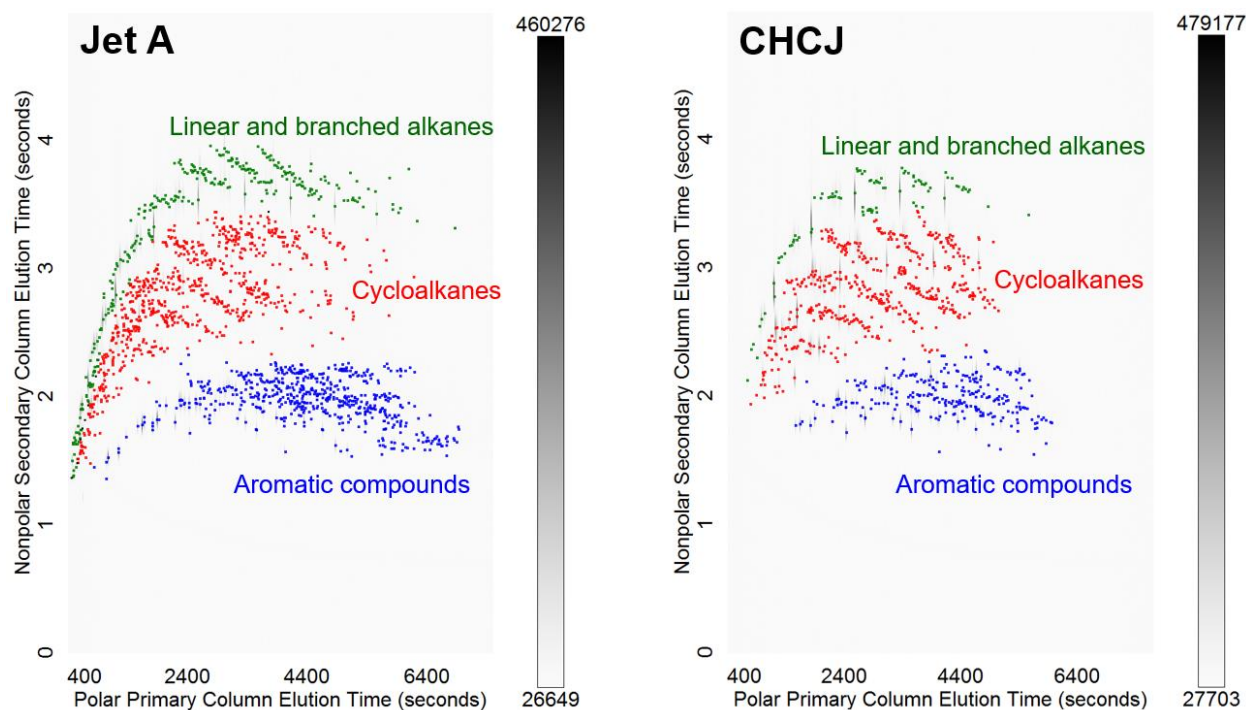 Jet A
460276
Linear and branched alkanes
Cycloalkanes
Aromatic compounds
Nonpolar Secondary Column Elution Time (seconds)
4
3
2
1
0
400 2400 4400 6400
Polar Primary Column Elution Time (seconds)
26649
CHCJ
479177
Linear and branched alkanes
Cycloalkanes
Aromatic compounds
Nonpolar Secondary Column Elution Time (seconds)
4
3
2
1
0
400 2400 4400 6400
Polar Primary Column Elution Time (seconds)
27703